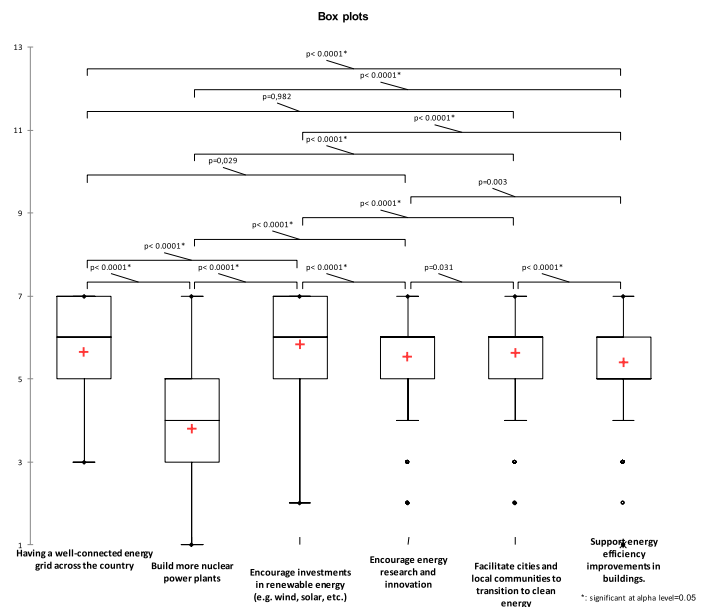 Box plots
13
p< 0.0001*
p< 0.0001*
p=0,982
11
p< 0.0001*
p< 0.0001*
p=0,029
p=0.003
9
p< 0.0001*
p< 0.0001*
p< 0.0001*
p< 0.0001*
p< 0.0001*
p< 0.0001*
p=0.031
p< 0.0001*
7
5
3
1
Having a well-connected energy
grid across the country
Build more nuclear
power plants
Encourage investments
in renewable energy
(e.g. wind, solar, etc.)
Encourage energy
research and
innovation
Facilitate cities and
local communities to
transition to clean
energy
Support energy
efficiency
improvements in
buildings.
*: significant at alpha level=0.05